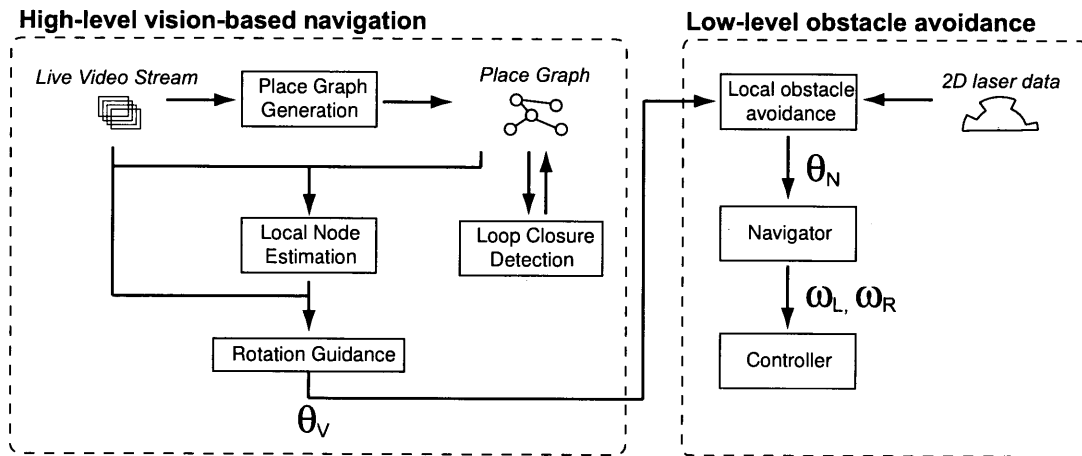 High-level vision-based navigation
Low-level obstacle avoidance
Live Video Stream
Place Graph
Generation
Place Graph
Local Node
Estimation
Loop Closure
Detection
Rotation Guidance
θV
Local obstacle
avoidance
2D laser data
θN
Navigator
ωL, ωR
Controller